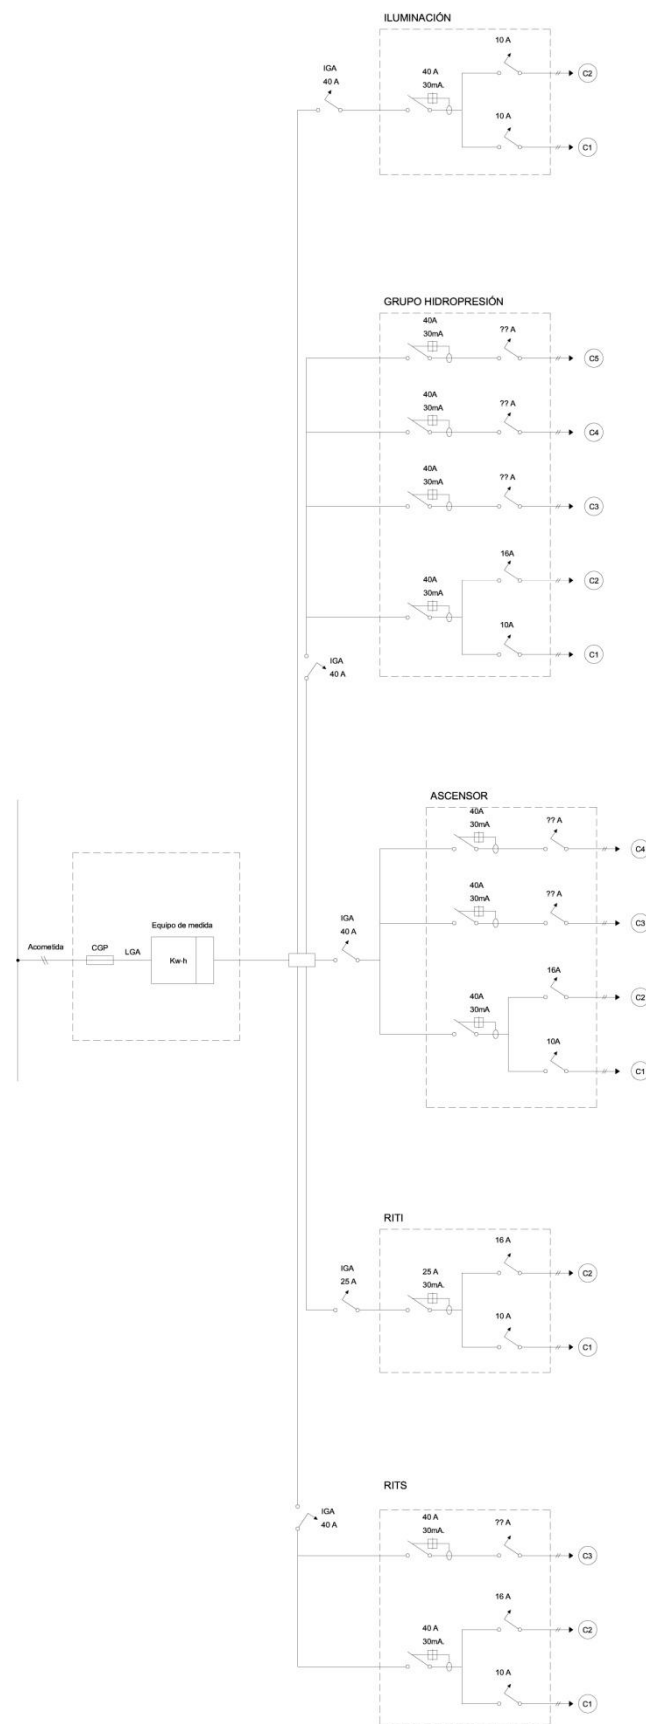 ILUMINACIÓN
10 A
IGA
40 A
40 A
30mA.
C2
10 A
C1
GRUPO HIDROPRESIÓN
40A
30mA
?? A
C5
40A
30mA
?? A
C4
40A
30mA
?? A
C3
16A
40A
30mA
C2
10A
C1
IGA
40 A
ASCENSOR
40A
30mA
?? A
C4
40A
30mA
?? A
C3
Equipo de medida
IGA
40 A
Acometida
CGP
LGA
Kw-h
16A
40A
30mA
C2
10A
C1
RITI
16 A
IGA
25 A
25 A
30mA.
C2
10 A
C1
RITS
IGA
40 A
40 A
30mA.
?? A
C3
16 A
40 A
30mA.
C2
10 A
C1